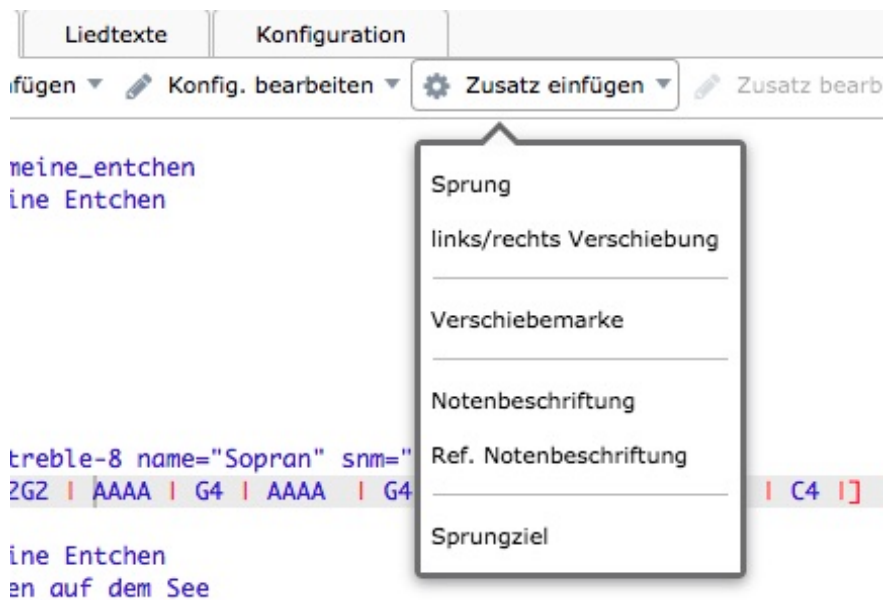 Liedtexte Konfiguration
nfügen Konfig. bearbeiten Zusatz einfügen Zusatz bearb
meine_entchen
ine Entchen
Sprung
links/rechts Verschiebung
Verschiebemarke
Notenbeschriftung
Ref. Notenbeschriftung
Sprungziel
treble-8 name="Sopran" snm="
2G2 | AAAA | G4 | AAAA | G4 | C4 |]
ine Entchen
en auf dem See